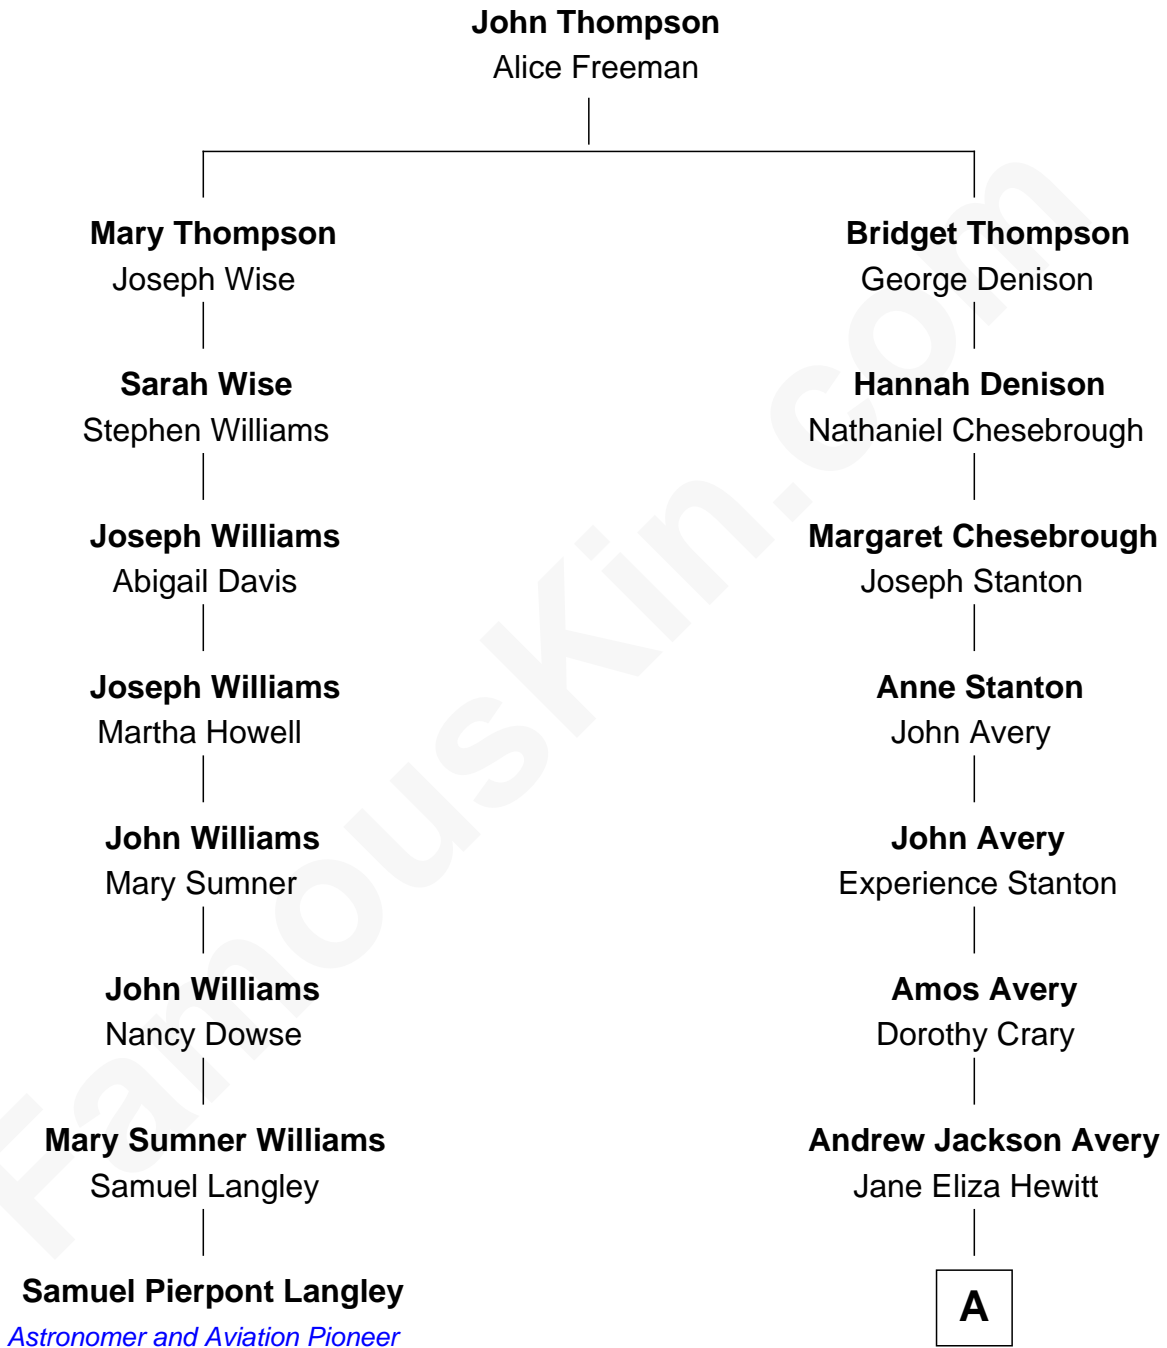 John Thompson
Alice Freeman
Mary Thompson
Joseph Wise
Bridget Thompson
George Denison
Sarah Wise
Stephen Williams
Hannah Denison
Nathaniel Chesebrough
Joseph Williams
Abigail Davis
Margaret Chesebrough
Joseph Stanton
Joseph Williams
Martha Howell
Anne Stanton
John Avery
John Williams
Mary Sumner
John Avery
Experience Stanton
John Williams
Nancy Dowse
Amos Avery
Dorothy Crary
Mary Sumner Williams
Samuel Langley
Andrew Jackson Avery
Jane Eliza Hewitt
Samuel Pierpont Langley
Astronomer and Aviation Pioneer
A
FamousKin.com